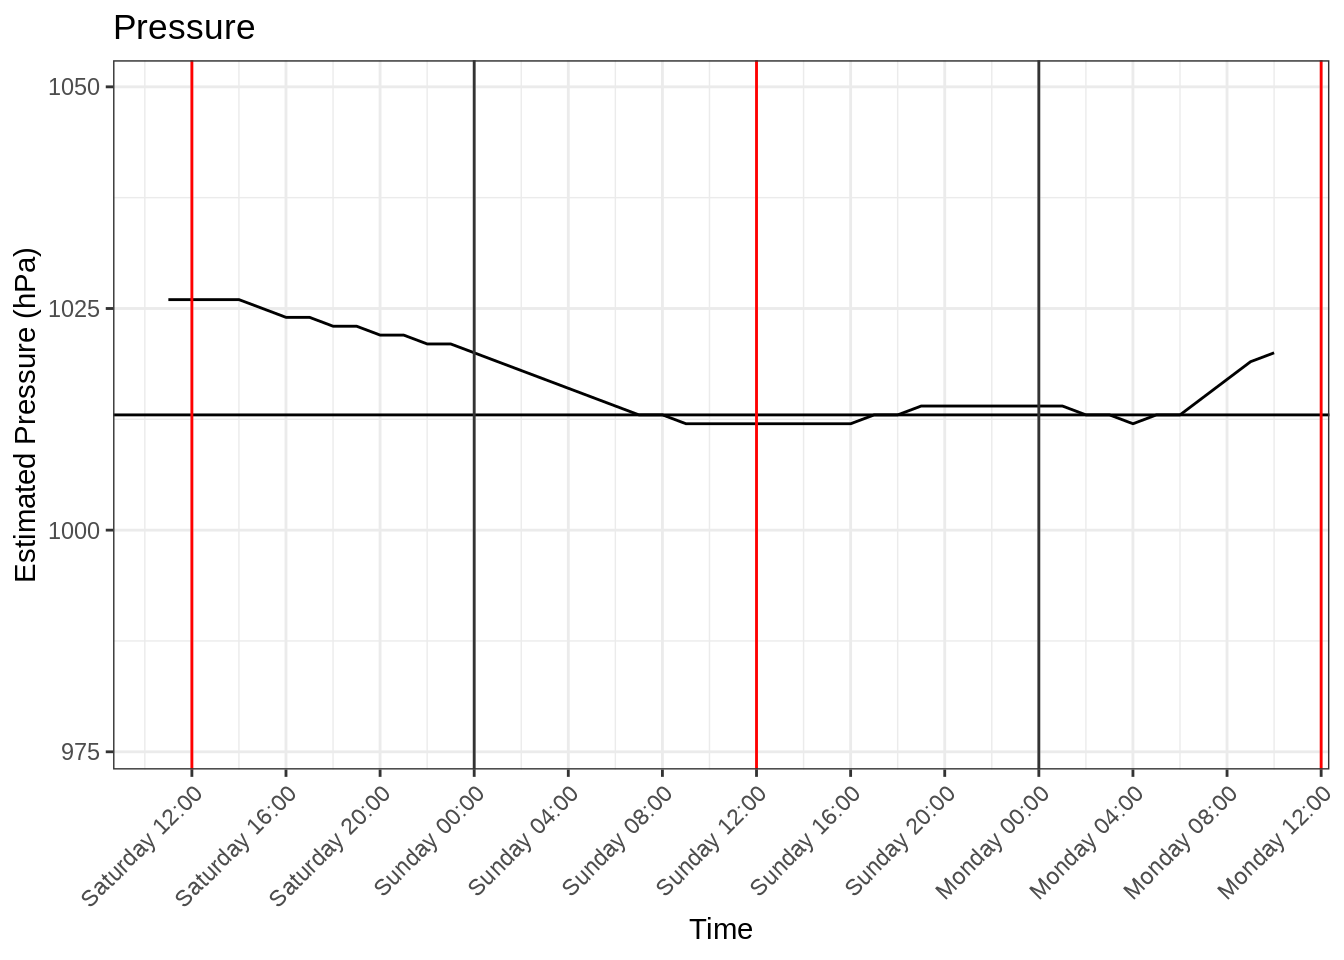 Pressure
Estimated Pressure (hPa)
1050
1025
1000
975
Saturday 12:00
Saturday 16:00
Saturday 20:00
Sunday 00:00
Sunday 04:00
Sunday 08:00
Sunday 12:00
Sunday 16:00
Sunday 20:00
Monday 00:00
Monday 04:00
Monday 08:00
Monday 12:00
Time